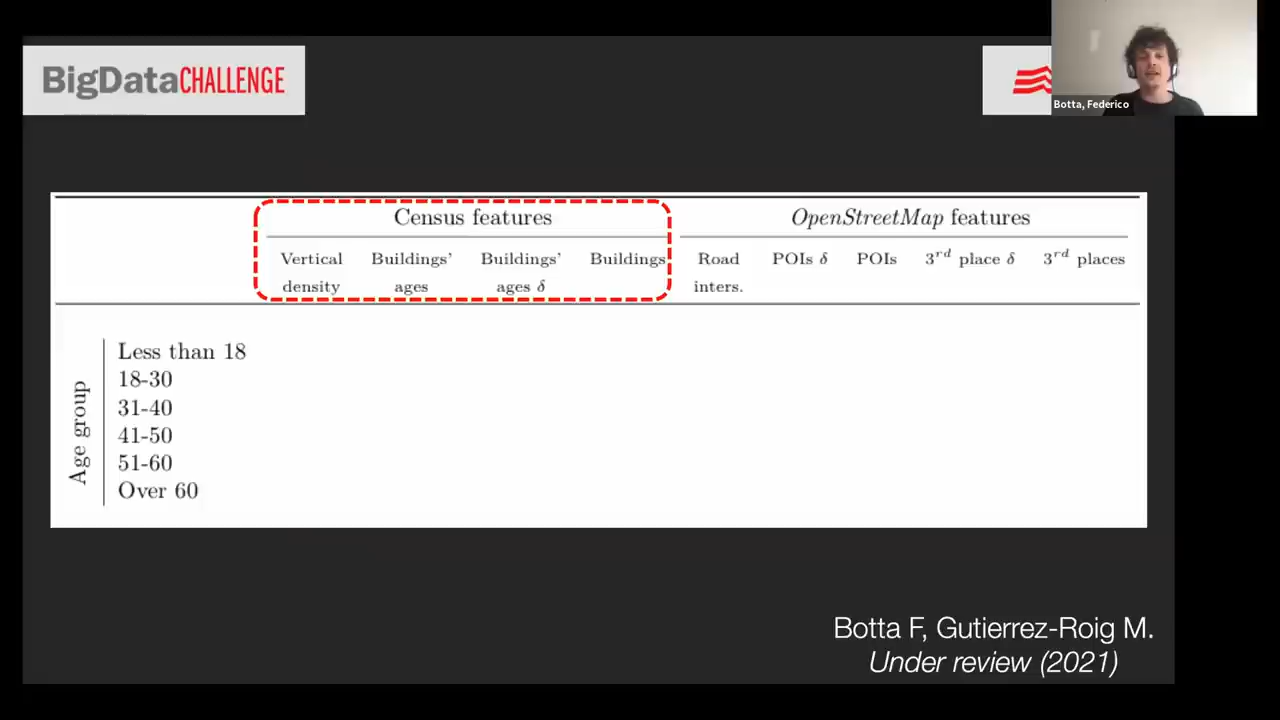 BigDataCHALLENGE
Botta, Federico
Census features
OpenStreetMap features
Vertical density
Buildings' ages
Buildings' ages δ
Buildings
Road inters.
POIs δ
POIs
3rd place δ
3rd places
Age group
Less than 18
18-30
31-40
41-50
51-60
Over 60
Botta F, Gutierrez-Roig M.
Under review (2021)